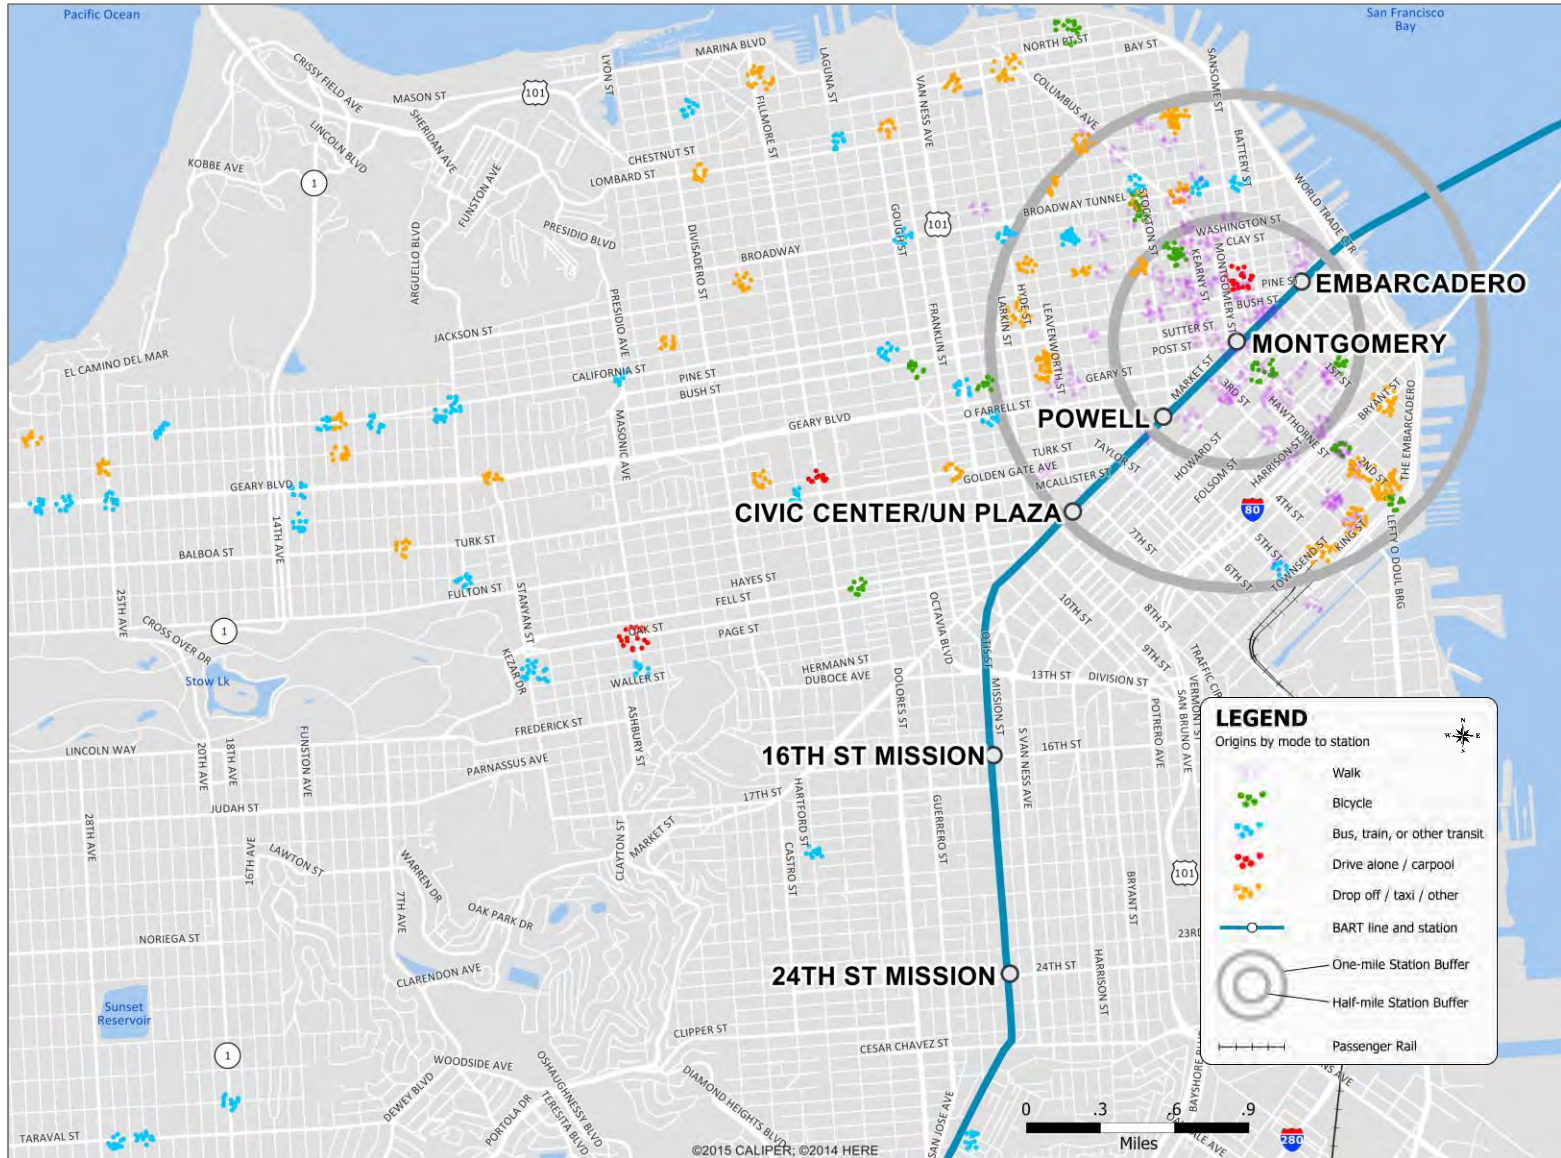 Pacific Ocean
San Francisco
Bay
MARINA BLVD
NORTH PT ST
BAY ST
LAGUNA ST
LYON ST
CRISSY FIELD AVE
MASON ST
101
SANSOME ST
VAN NESS AVE
COLUMBUS AVE
FILLMORE ST
LINCOLN BLVD
SHERIDAN AVE
KOBBE AVE
1
CHESTNUT ST
LOMBARD ST
FUNSTON AVE
BATTERY ST
WORLD TRADE CTR
BROADWAY TUNNEL
STOCKTON ST
GOUGH ST
101
PRESIDIO BLVD
ARGUELLO BLVD
DIVISADERO ST
BROADWAY
WASHINGTON ST
CLAY ST
KEARNY ST
MONTGOMERY ST
PINE ST
BUSH ST
EMBARCADERO
PRESIDIO AVE
JACKSON ST
FRANKLIN ST
LARKIN ST
HYDE ST
LEAVENWORTH ST
SUTTER ST
POST ST
MONTGOMERY
EL CAMINO DEL MAR
CALIFORNIA ST
PINE ST
BUSH ST
GEARY ST
MARKET ST
3RD ST
1ST ST
HAWTHORNE ST
BRYANT ST
THE EMBARCADERO
MASONIC AVE
GEARY BLVD
O FARRELL ST
POWELL
TURK ST
TAYLOR ST
GOLDEN GATE AVE
MCALLISTER ST
HOWARD ST
FOLSOM ST
HARRISON ST
2ND ST
GEARY BLVD
14TH AVE
CIVIC CENTER/UN PLAZA
80
4TH ST
LEFTY O DOUL BRG
BALBOA ST
TURK ST
7TH ST
5TH ST
6TH ST
TOWNSEND ST
KING ST
25TH AVE
FULTON ST
STANYAN ST
HAYES ST
FELL ST
OCTAVIA BLVD
10TH ST
8TH ST
CROSS OVER DR
1
OAK ST
PAGE ST
OTIS ST
9TH ST
KEZAR DR
Stow Lk
WALLER ST
HERMANN ST
DUBOCE AVE
DOLORES ST
MISSION ST
13TH ST
DIVISION ST
TRAFFIC CIR
VERMONT ST
SAN BRUNO AVE
POTRERO AVE
LINCOLN WAY
20TH AVE
18TH AVE
FUNSTON AVE
FREDERICK ST
ASHBURY ST
PARNASSUS AVE
16TH ST MISSION
S VAN NESS AVE
16TH ST
JUDAH ST
17TH ST
HARTFORD ST
GUERRERO ST
28TH AVE
16TH AVE
LAWTON ST
WARREN DR
CLAYTON ST
MARKET ST
CASTRO ST
101
7TH AVE
OAK PARK DR
BRYANT ST
NORIEGA ST
23RD
CLARENDON AVE
24TH ST MISSION
24TH ST
HARRISON ST
Sunset
Reservoir
1
CLIPPER ST
CESAR CHAVEZ ST
WOODSIDE AVE
DEWEY BLVD
PORTOLA DR
OSHAUGHNESSY BLVD
TERESITA BLVD
DIAMOND HEIGHTS BLVD
SAN JOSE AVE
TARAVAL ST
LEGEND
Origins by mode to station
N
W
E
S
Walk
Bicycle
Bus, train, or other transit
Drive alone / carpool
Drop off / taxi / other
BART line and station
One-mile Station Buffer
Half-mile Station Buffer
Passenger Rail
0 .3 .6 .9
Miles
280
©2015 CALIPER; ©2014 HERE